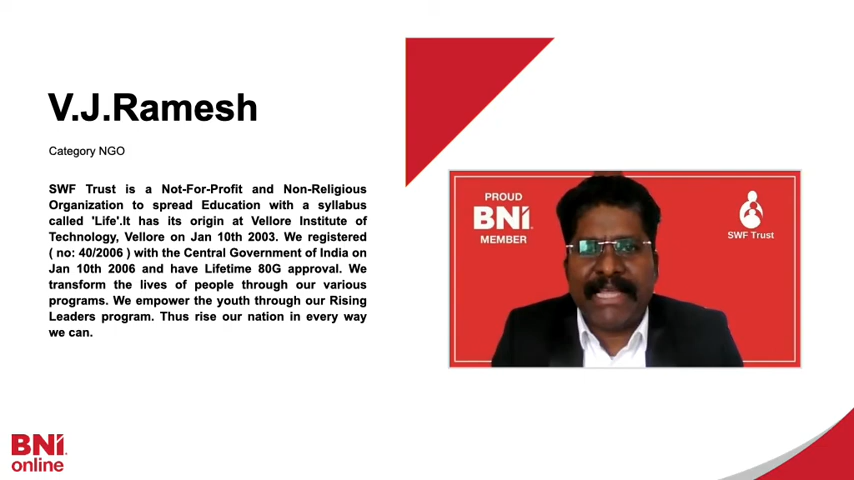 V.J.Ramesh
Category NGO
SWF Trust is a Not-For-Profit and Non-Religious
Organization to spread Education with a syllabus
called 'Life'.It has its origin at Vellore Institute of
Technology, Vellore on Jan 10th 2003. We registered
( no: 40/2006 ) with the Central Government of India on
Jan 10th 2006 and have Lifetime 80G approval. We
transform the lives of people through our various
programs. We empower the youth through our Rising
Leaders program. Thus rise our nation in every way
we can.
PROUD
BNI
MEMBER
SWF Trust
BNI
online